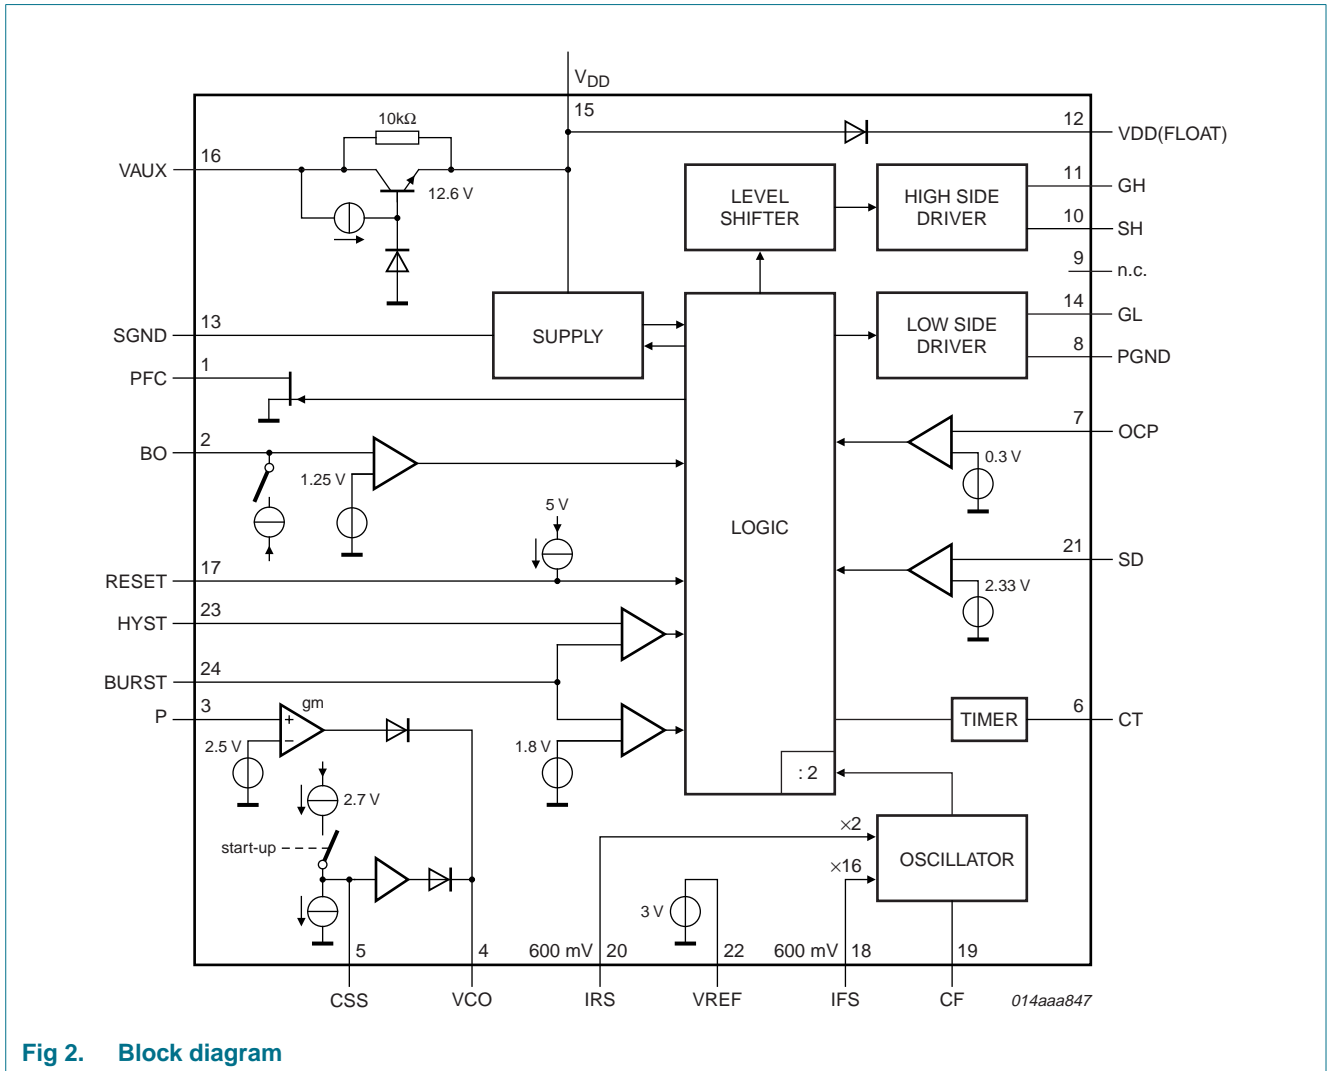 VDD
15
10kΩ
12
VDD(FLOAT)
16
VAUX
12.6 V
LEVEL
SHIFTER
HIGH SIDE
DRIVER
11
GH
10
SH
9
n.c.
13
SGND
SUPPLY
LOW SIDE
DRIVER
14
GL
8
PGND
1
PFC
2
BO
1.25 V
7
OCP
0.3 V
5 V
LOGIC
17
RESET
21
SD
2.33 V
23
HYST
24
BURST
3
P
gm
+
−
2.5 V
1.8 V
TIMER
6
CT
: 2
2.7 V
start-up
×2
×16
OSCILLATOR
3 V
5
4
600 mV
20
22
600 mV
18
19
CSS
VCO
IRS
VREF
IFS
CF
014aaa847
Fig 2. Block diagram